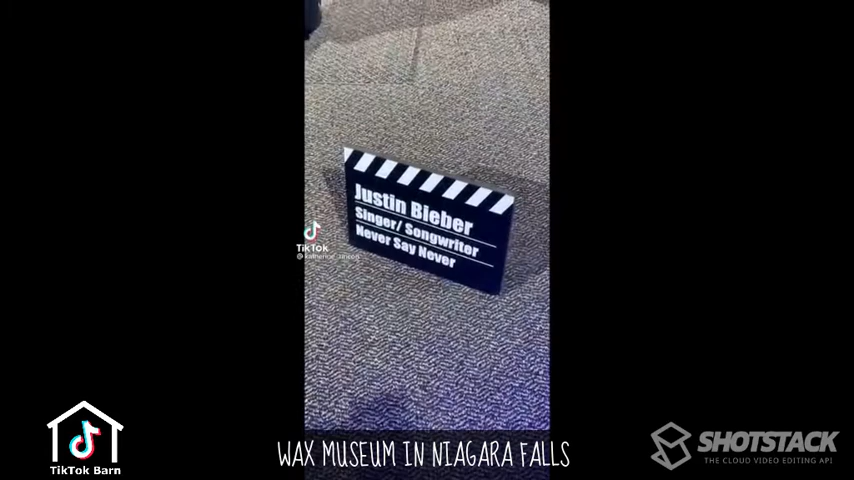 Justin Bieber
Singer/ Songwriter
Never Say Never
TikTok
TikTok Barn
WAX MUSEUM IN NIAGARA FALLS
SHOTSTACK
THE CLOUD VIDEO EDITING API